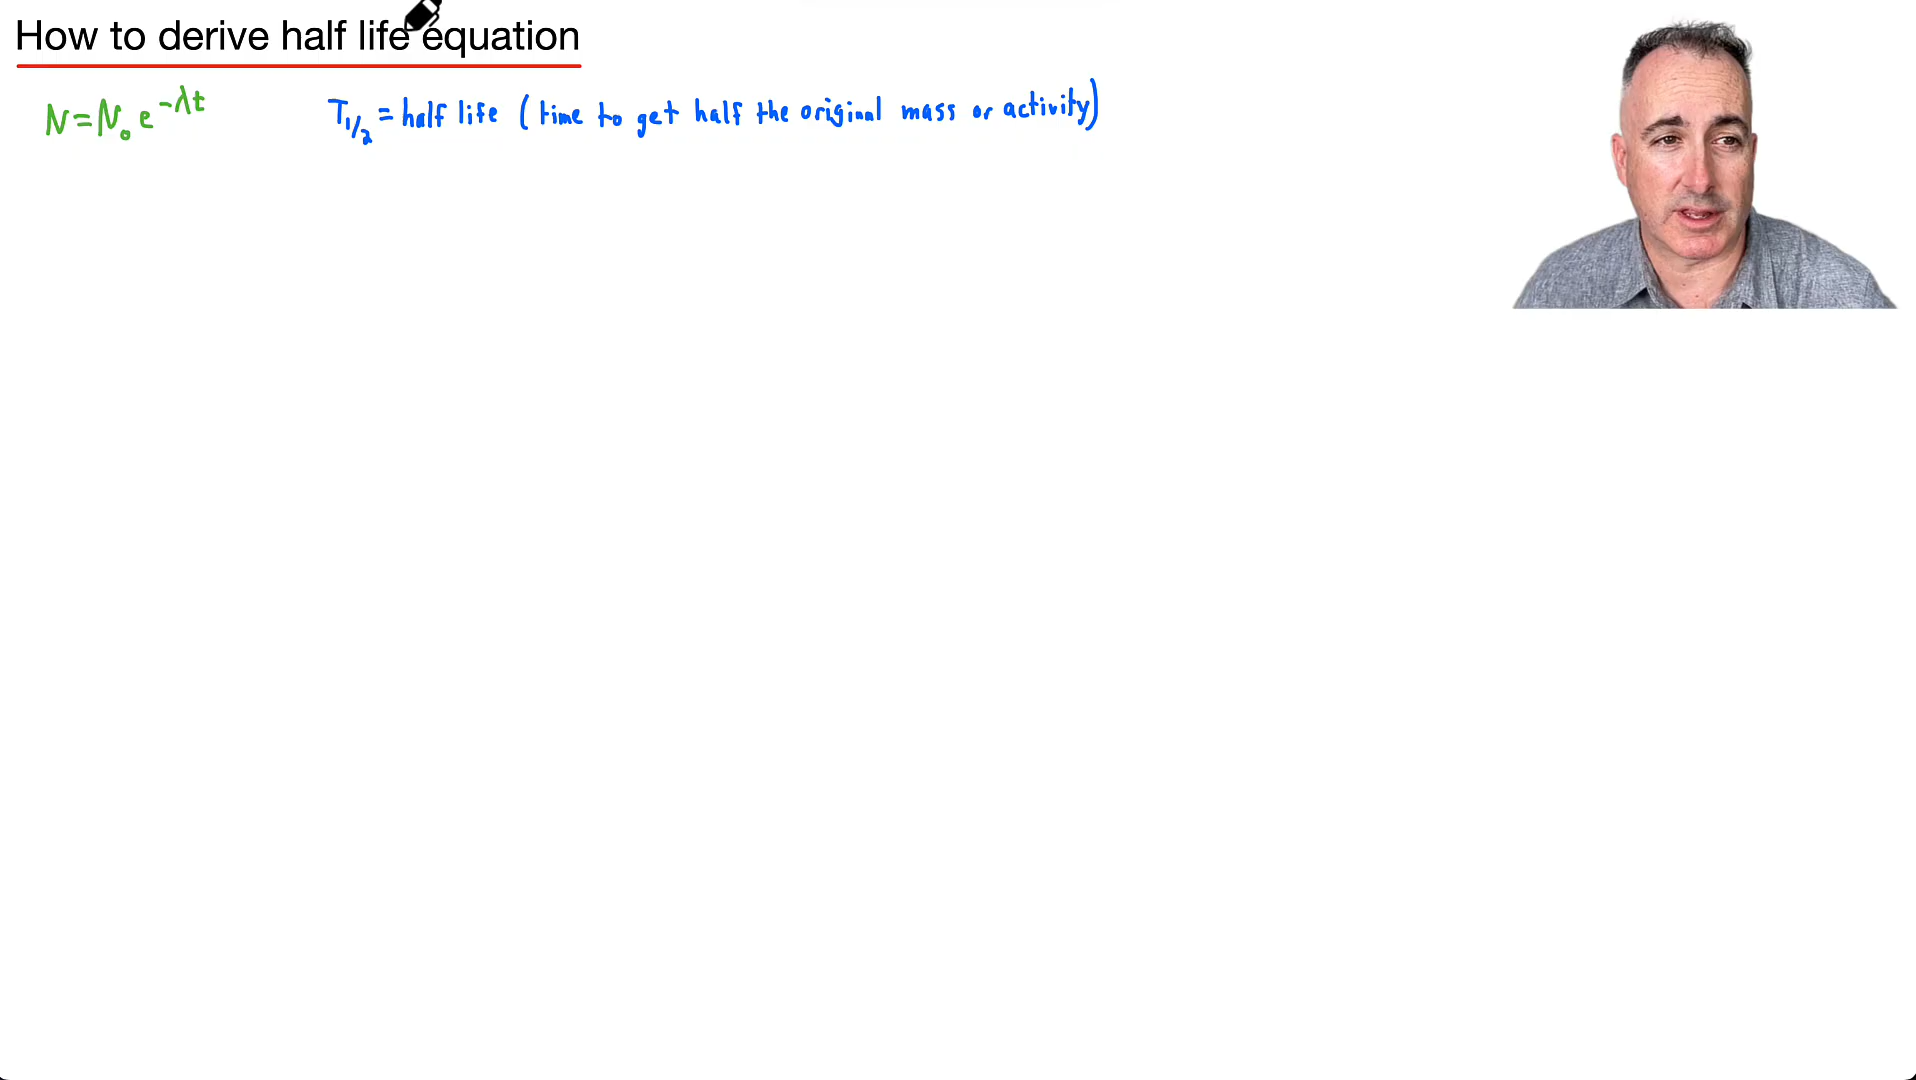 How to derive half life equation
N=N₀e^-λt
T1/2 = half life (time to get half the original mass or activity)